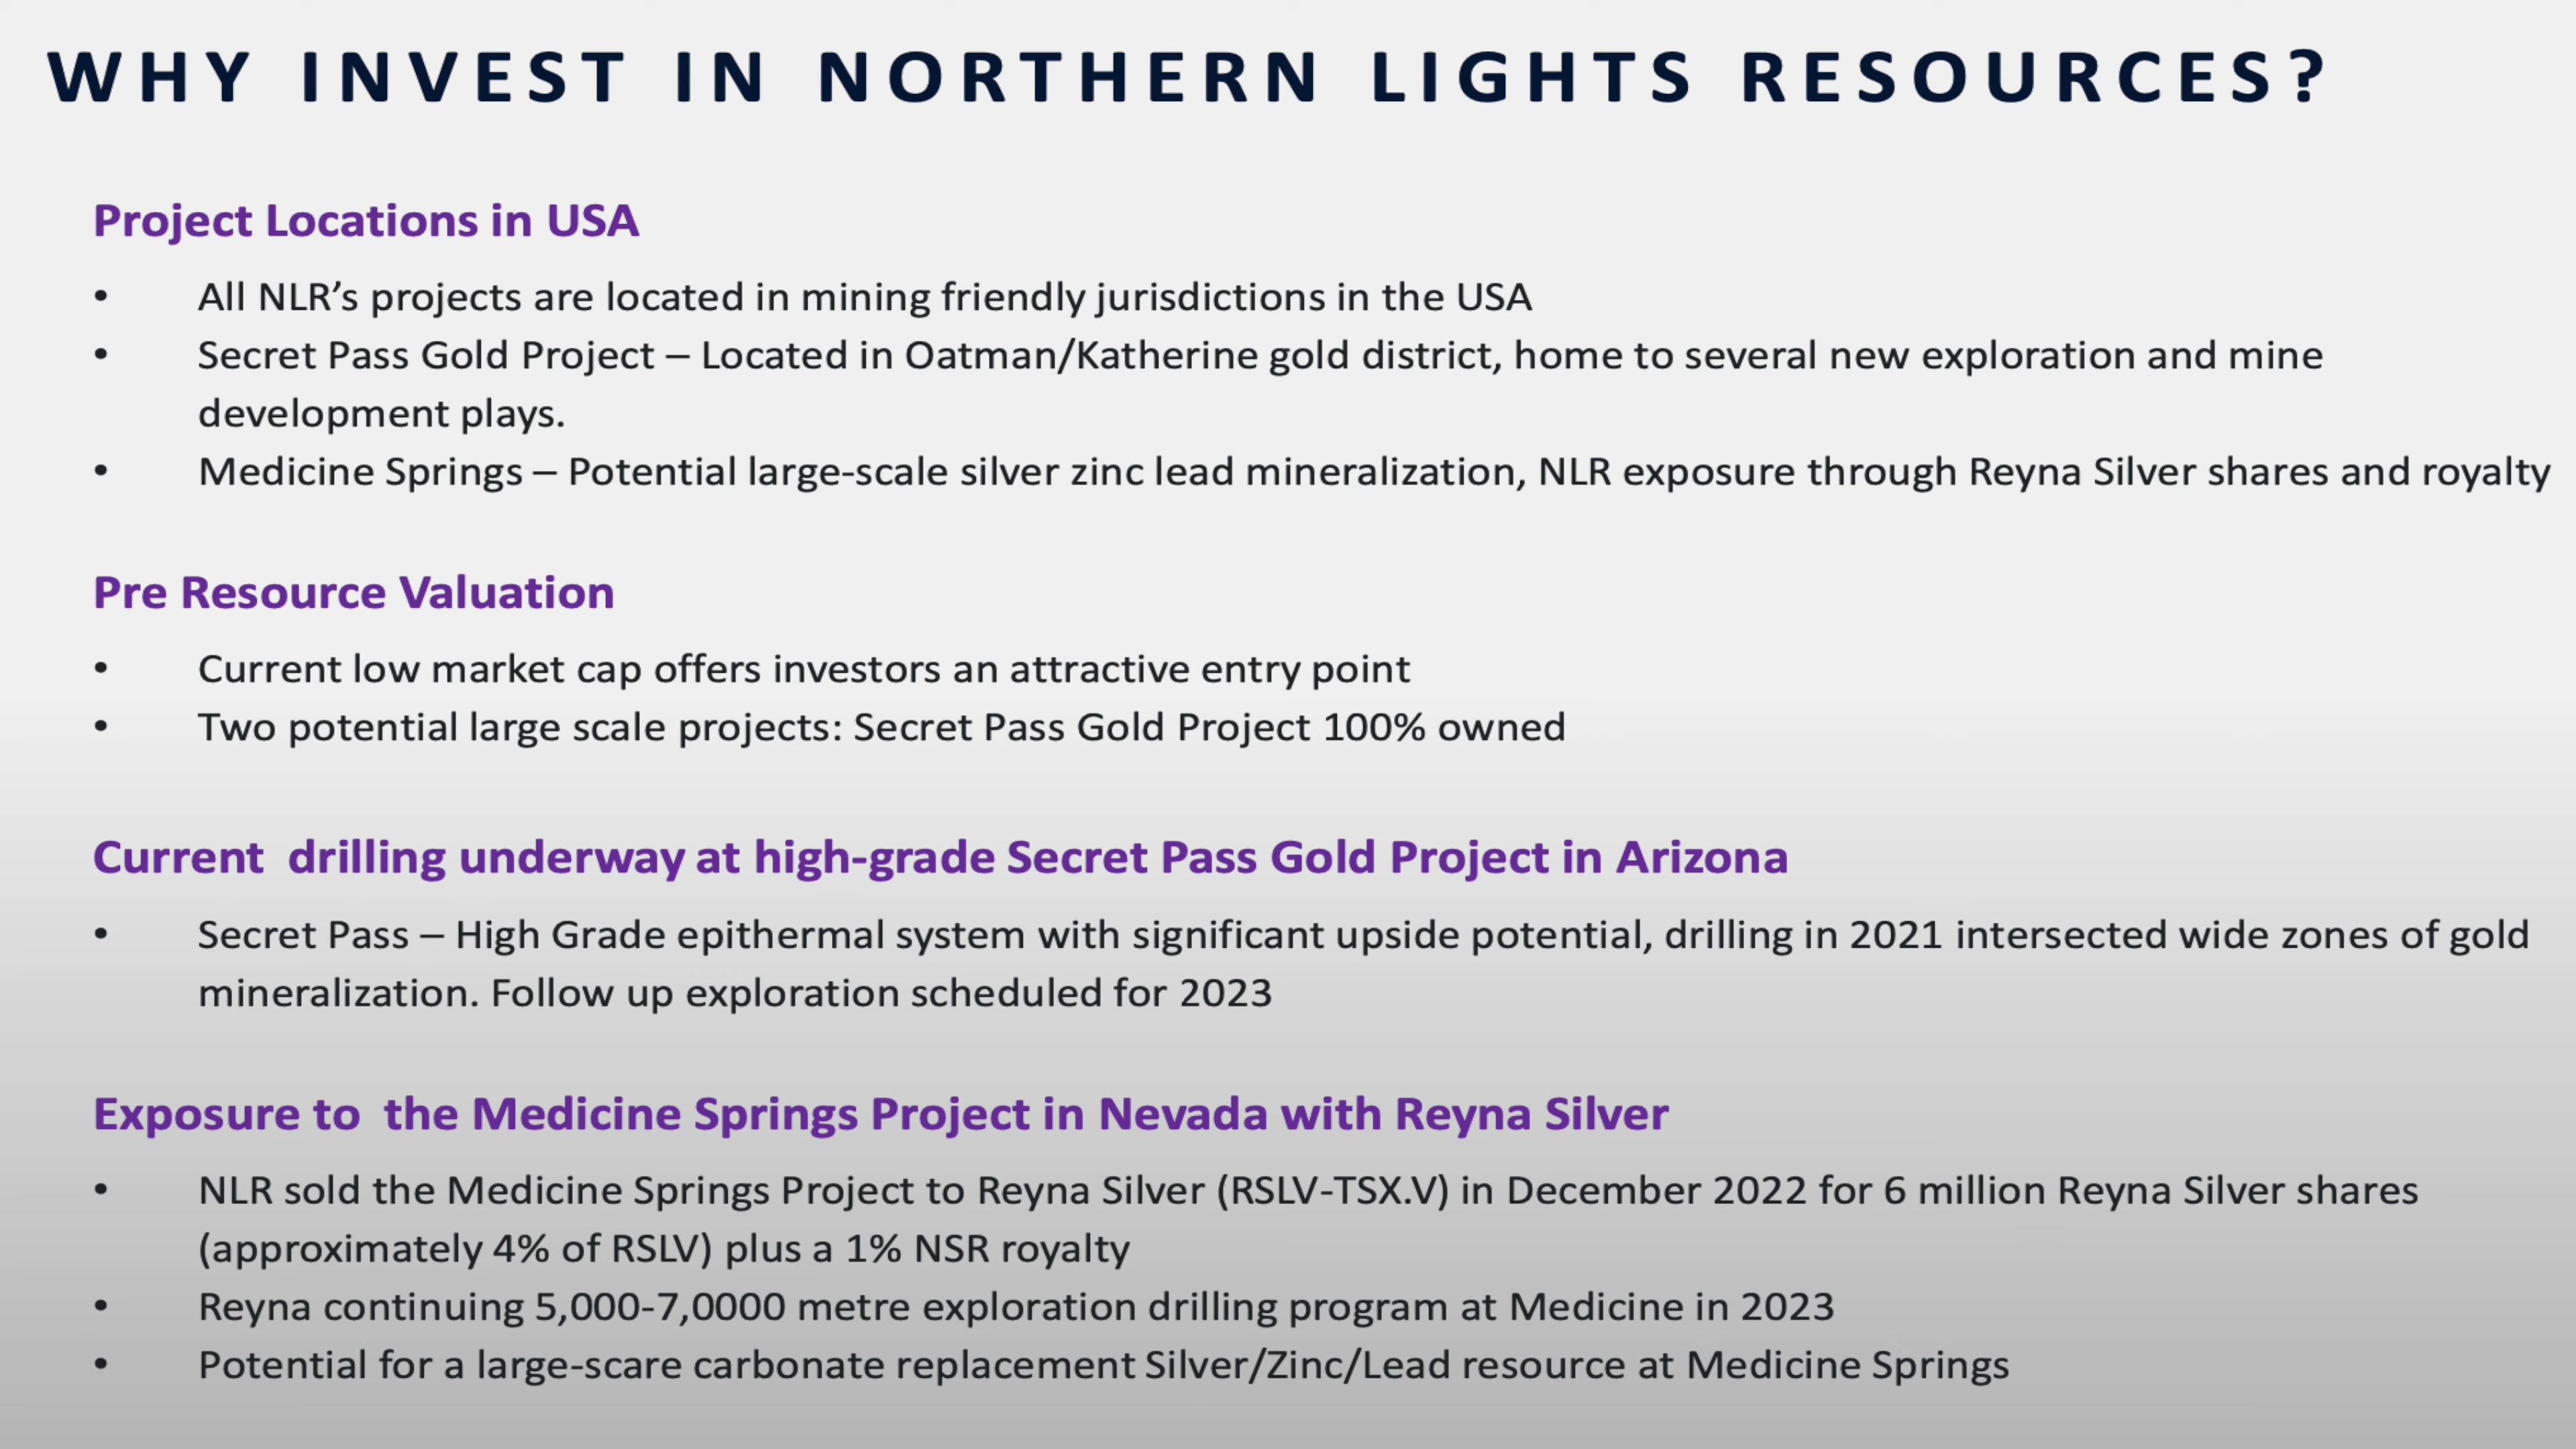 WHY INVEST IN NORTHERN LIGHTS RESOURCES?
Project Locations in USA
• All NLR’s projects are located in mining friendly jurisdictions in the USA
• Secret Pass Gold Project – Located in Oatman/Katherine gold district, home to several new exploration and mine
development plays.
• Medicine Springs – Potential large-scale silver zinc lead mineralization, NLR exposure through Reyna Silver shares and royalty
Pre Resource Valuation
• Current low market cap offers investors an attractive entry point
• Two potential large scale projects: Secret Pass Gold Project 100% owned
Current  drilling underway at high-grade Secret Pass Gold Project in Arizona
• Secret Pass – High Grade epithermal system with significant upside potential, drilling in 2021 intersected wide zones of gold
mineralization. Follow up exploration scheduled for 2023
Exposure to  the Medicine Springs Project in Nevada with Reyna Silver
• NLR sold the Medicine Springs Project to Reyna Silver (RSLV-TSX.V) in December 2022 for 6 million Reyna Silver shares
(approximately 4% of RSLV) plus a 1% NSR royalty
• Reyna continuing 5,000-7,0000 metre exploration drilling program at Medicine in 2023
• Potential for a large-scare carbonate replacement Silver/Zinc/Lead resource at Medicine Springs